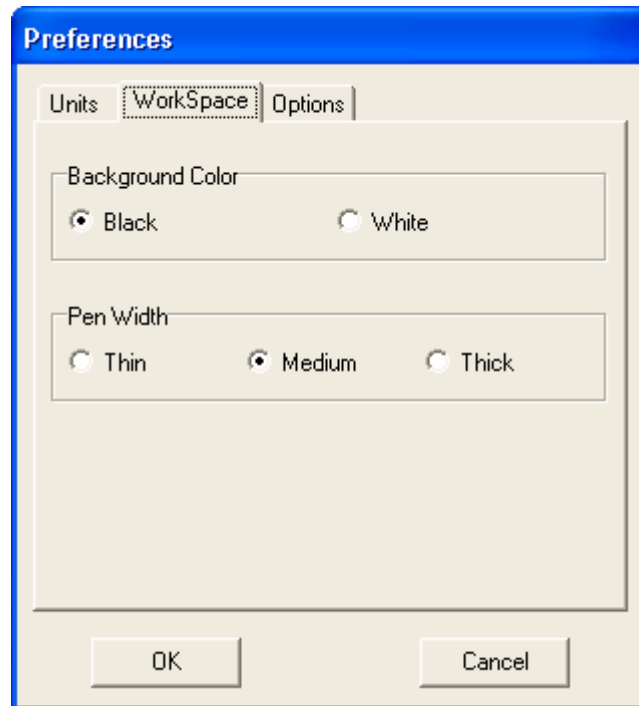 Preferences
Units WorkSpace Options
Background Color
Black White
Pen Width
Thin Medium Thick
OK Cancel